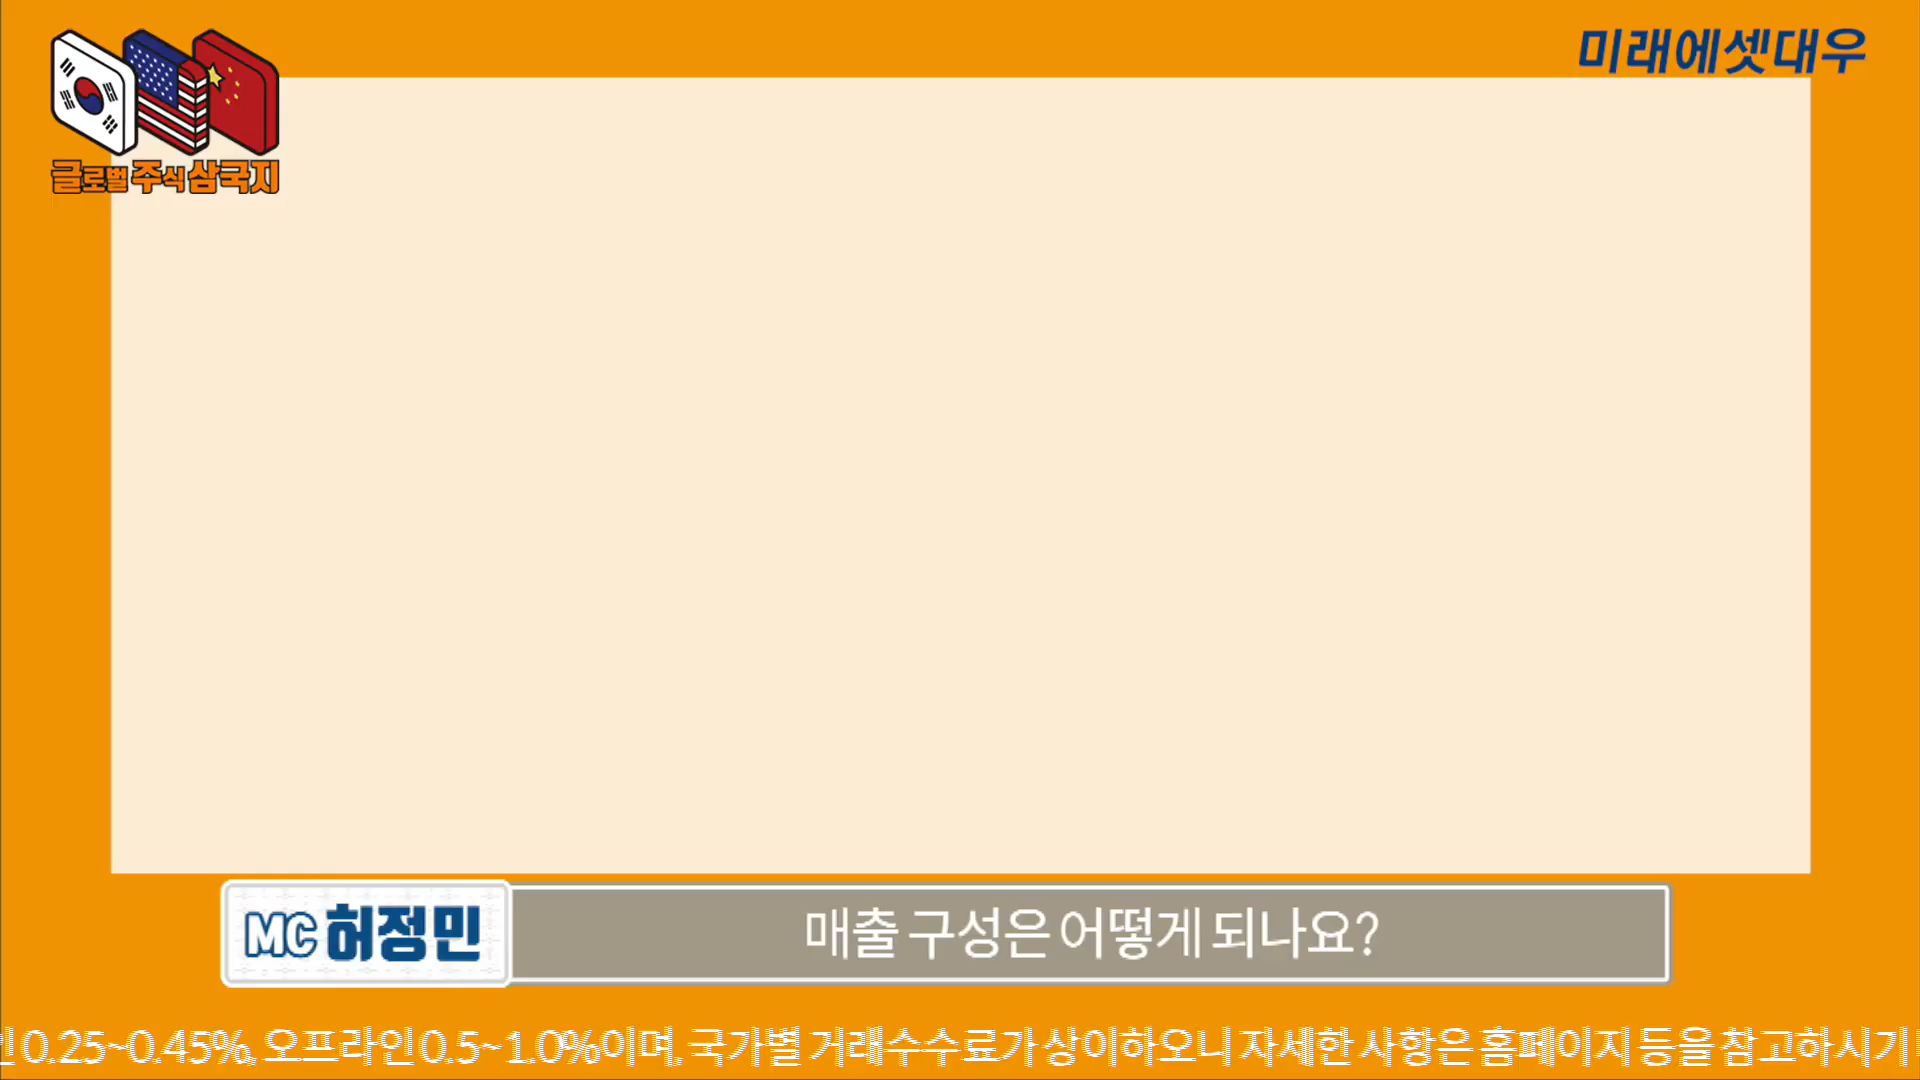 미래에셋대우
글로벌 주식 삼국지
MC 허정민
매출 구성은 어떻게 되나요?
인 0.25~0.45%, 오프라인 0.5~1.0%이며, 국가별 거래수수료가 상이하오니 자세한 사항은 홈페이지 등을 참고하시기